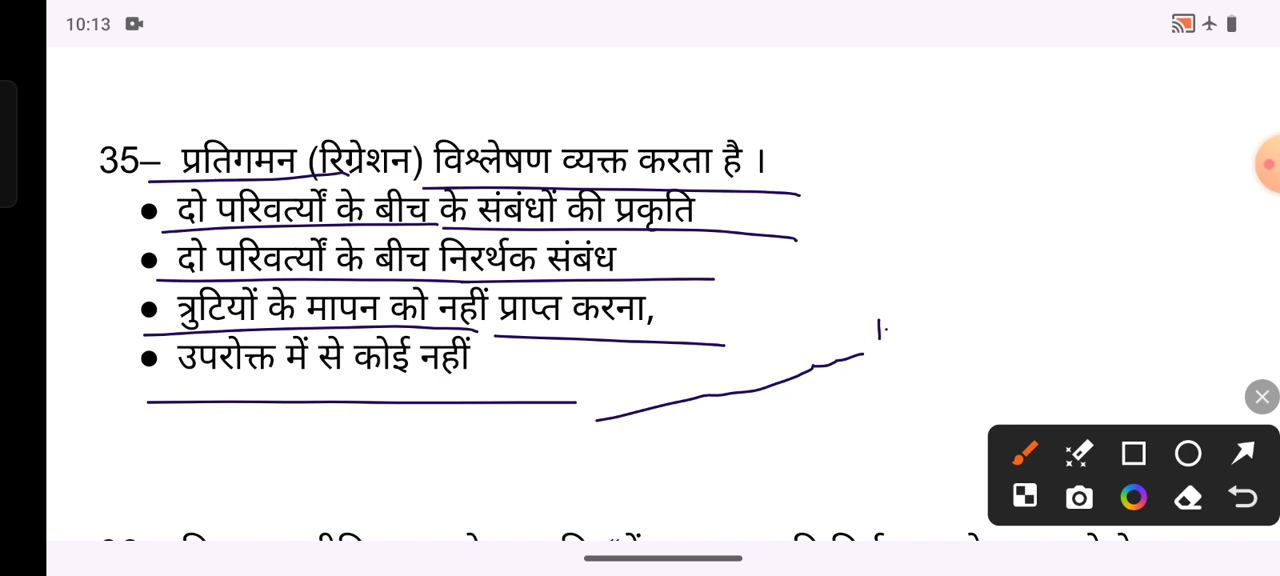 10:13
35– प्रतिगमन (रिग्रेशन) विश्लेषण व्यक्त करता है ।
● दो परिवर्त्यों के बीच के संबंधों की प्रकृति
● दो परिवर्त्यों के बीच निरर्थक संबंध
● त्रुटियों के मापन को नहीं प्राप्त करना,
● उपरोक्त में से कोई नहीं